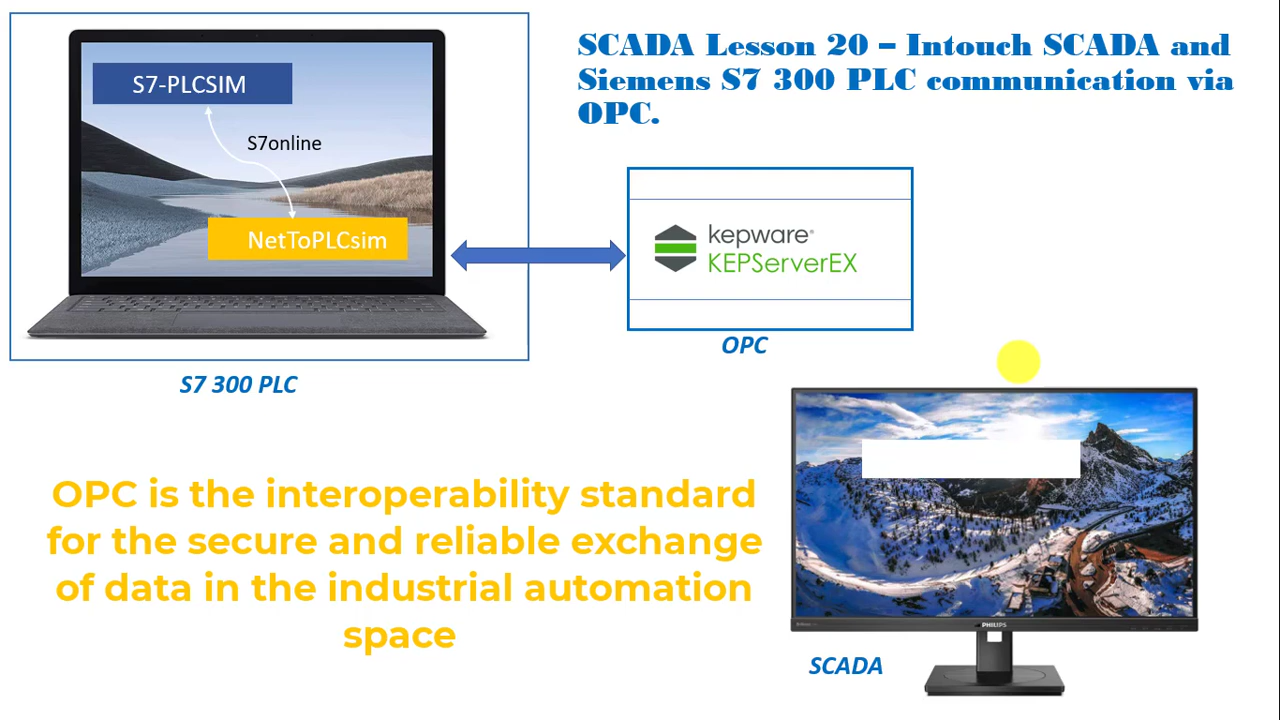 SCADA Lesson 20 – Intouch SCADA and
Siemens S7 300 PLC communication via
OPC.
S7-PLCSIM
S7online
NetToPLCsim
kepware®
KEPServerEX
OPC
S7 300 PLC
OPC is the interoperability standard
for the secure and reliable exchange
of data in the industrial automation
space
PHILIPS
SCADA